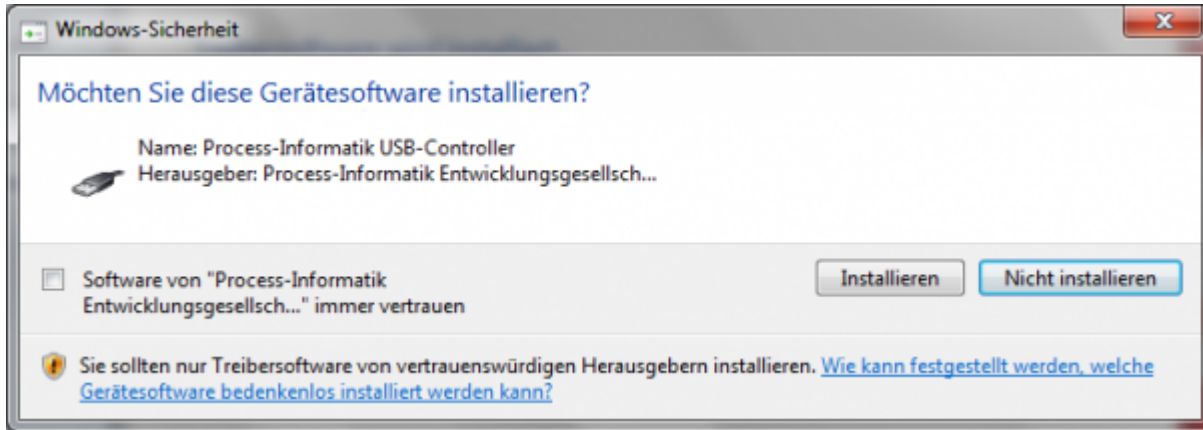 Windows-Sicherheit
Möchten Sie diese Gerätesoftware installieren?
Name: Process-Informatik USB-Controller
Herausgeber: Process-Informatik Entwicklungsgesellsch...
Software von "Process-Informatik
Entwicklungsgesellsch..." immer vertrauen
Installieren
Nicht installieren
Sie sollten nur Treibersoftware von vertrauenswürdigen Herausgebern installieren. Wie kann festgestellt werden, welche
Gerätesoftware bedenkenlos installiert werden kann?